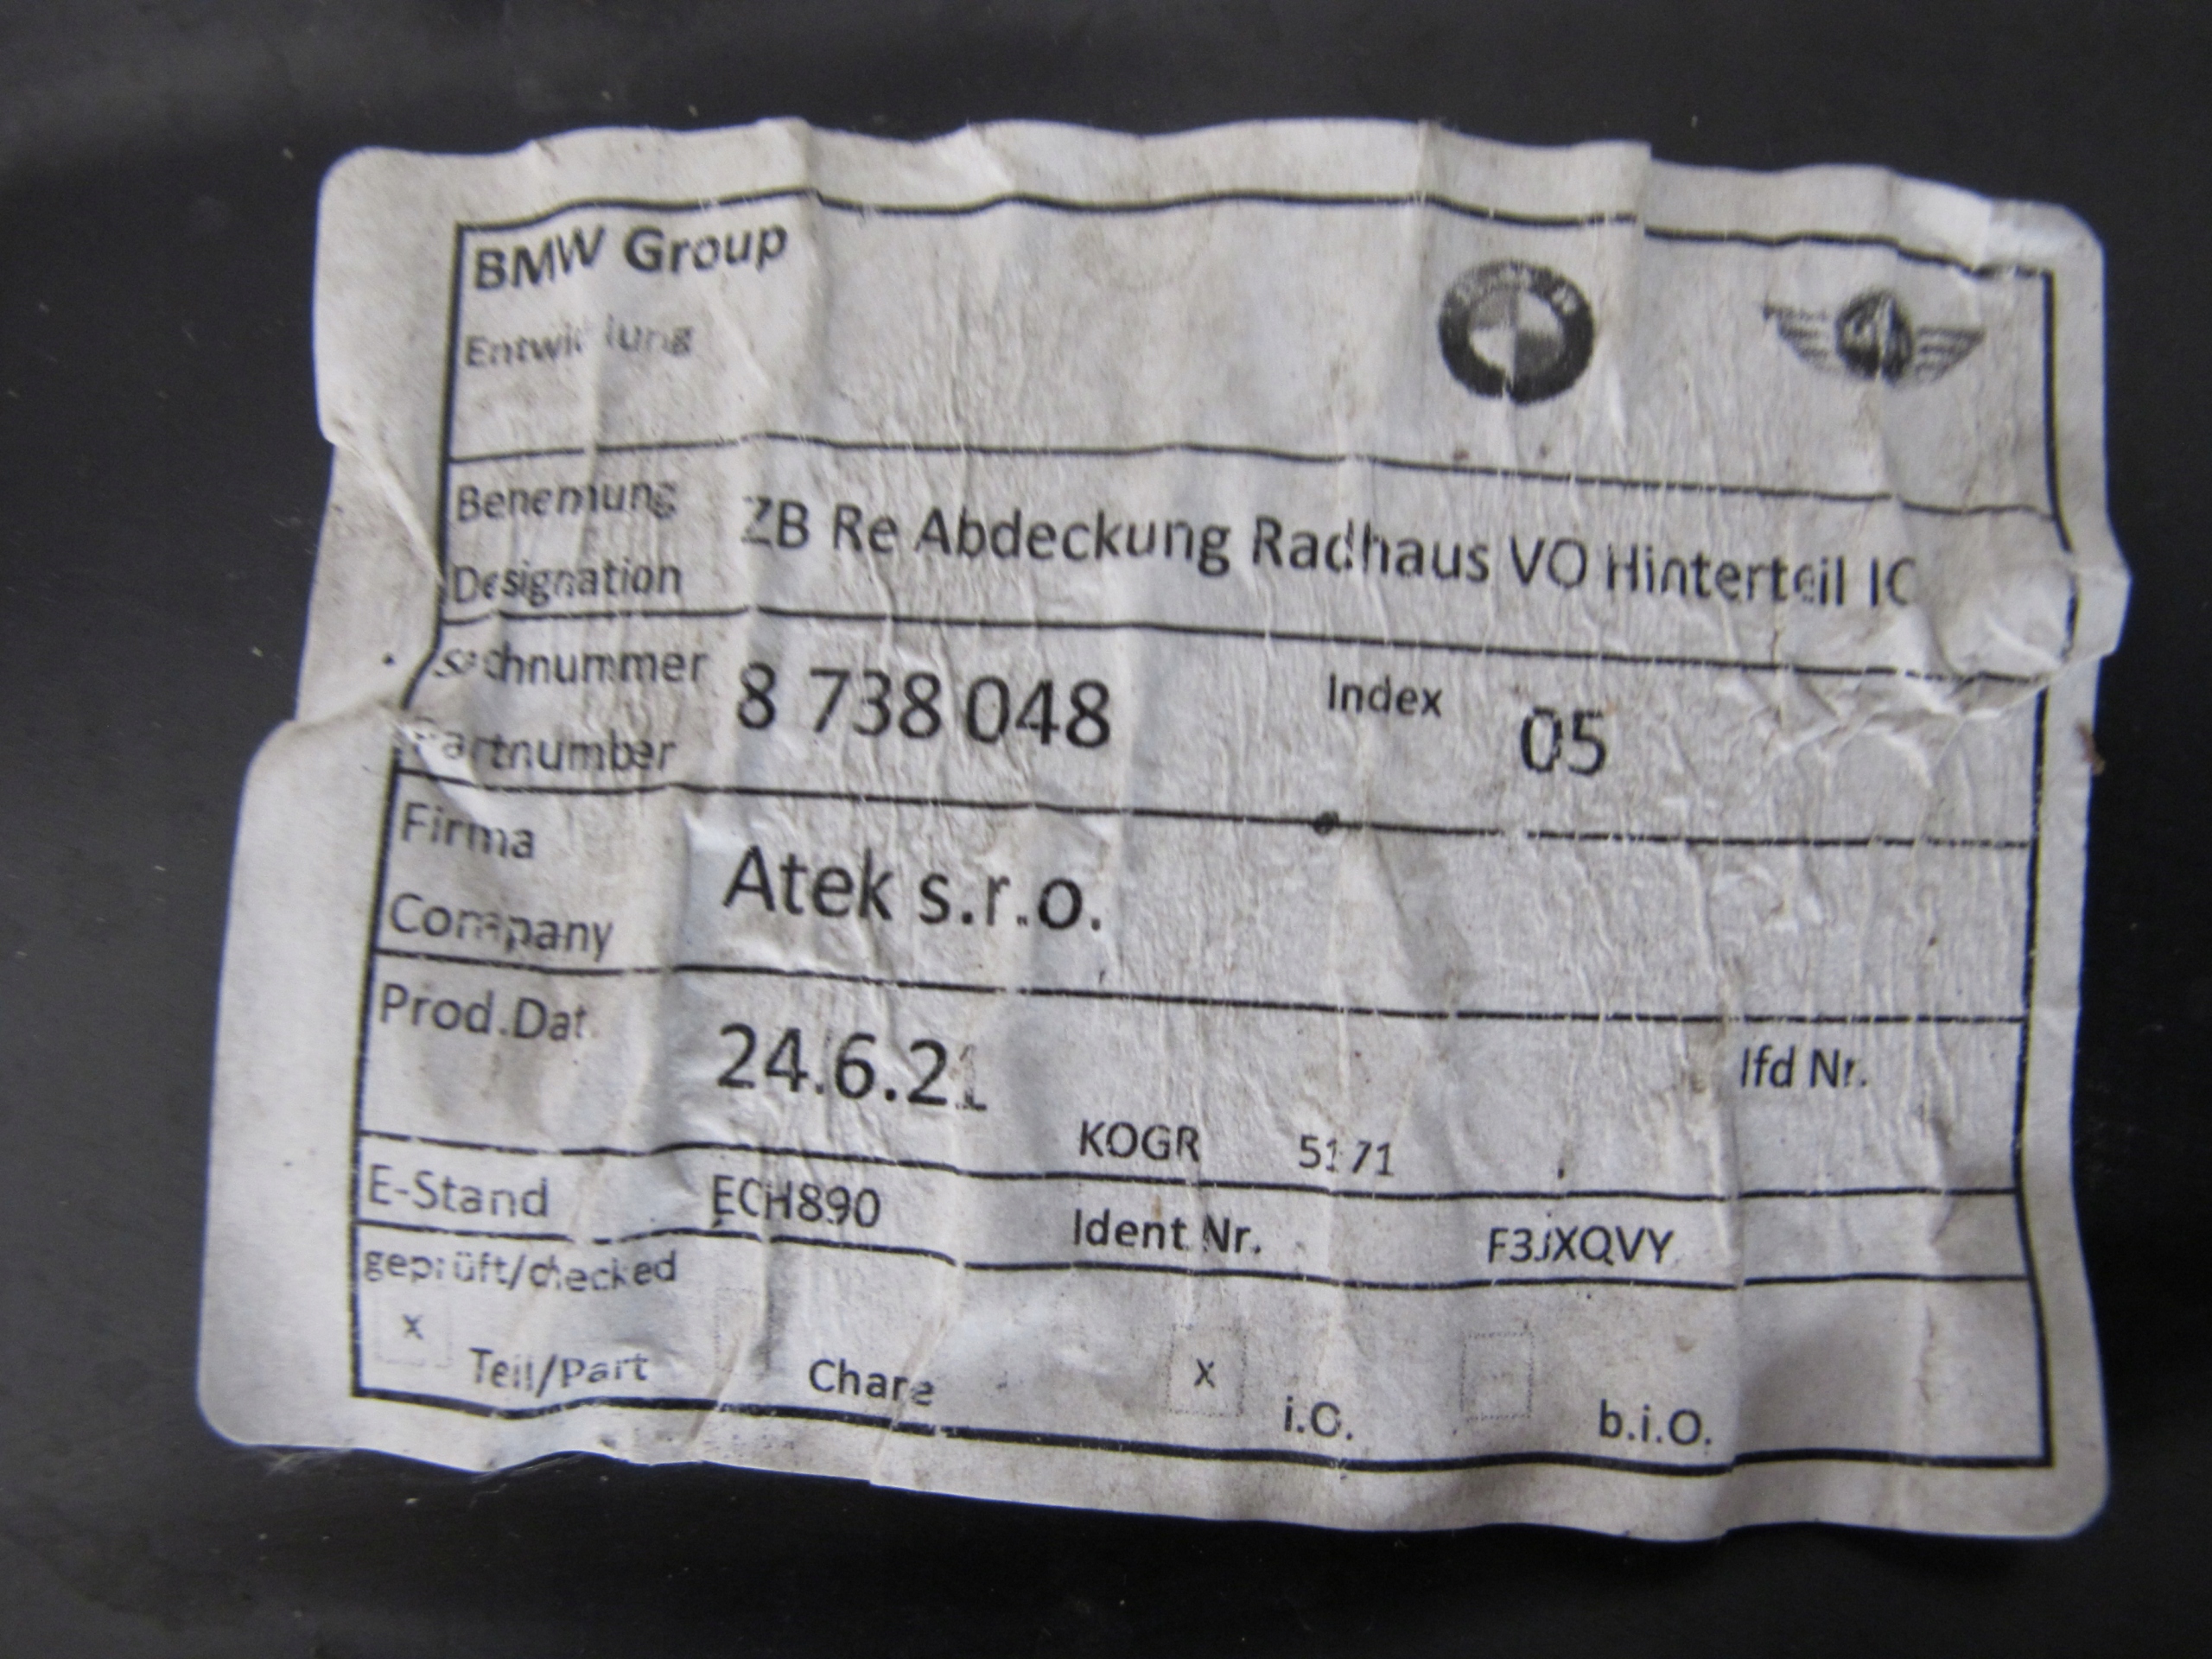 BMW Group
Entwicklung
Benennung
Designation
ZB Re Abdeckung Radhaus VO Hinterteil IC
Sachnummer
Partnumber
8 738 048
Index
05
Firma
Company
Atek s.r.o.
Prod.Dat.
24.6.21
lfd Nr.
KOGR 5171
E-Stand ECH890 Ident Nr. F3JXQVY
geprüft/checked
x Teil/Part Charge x i.O. b.i.O.